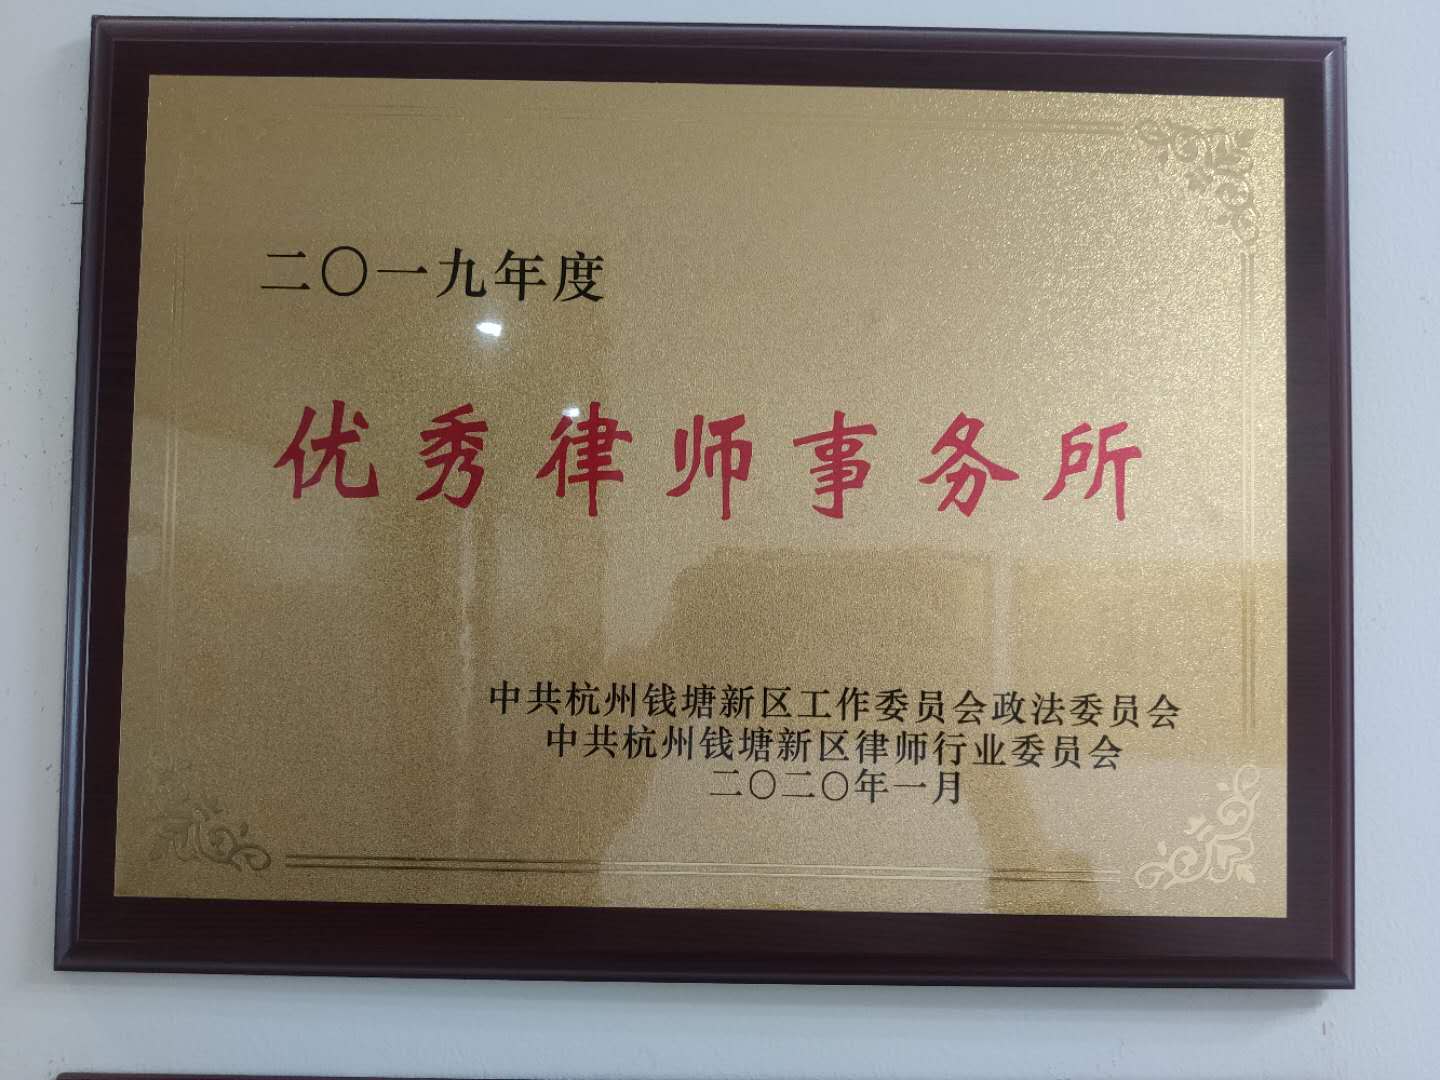 二〇一九年度
优秀律师事务所
中共杭州钱塘新区工作委员会政法委员会
中共杭州钱塘新区律师行业委员会
二〇二〇年一月